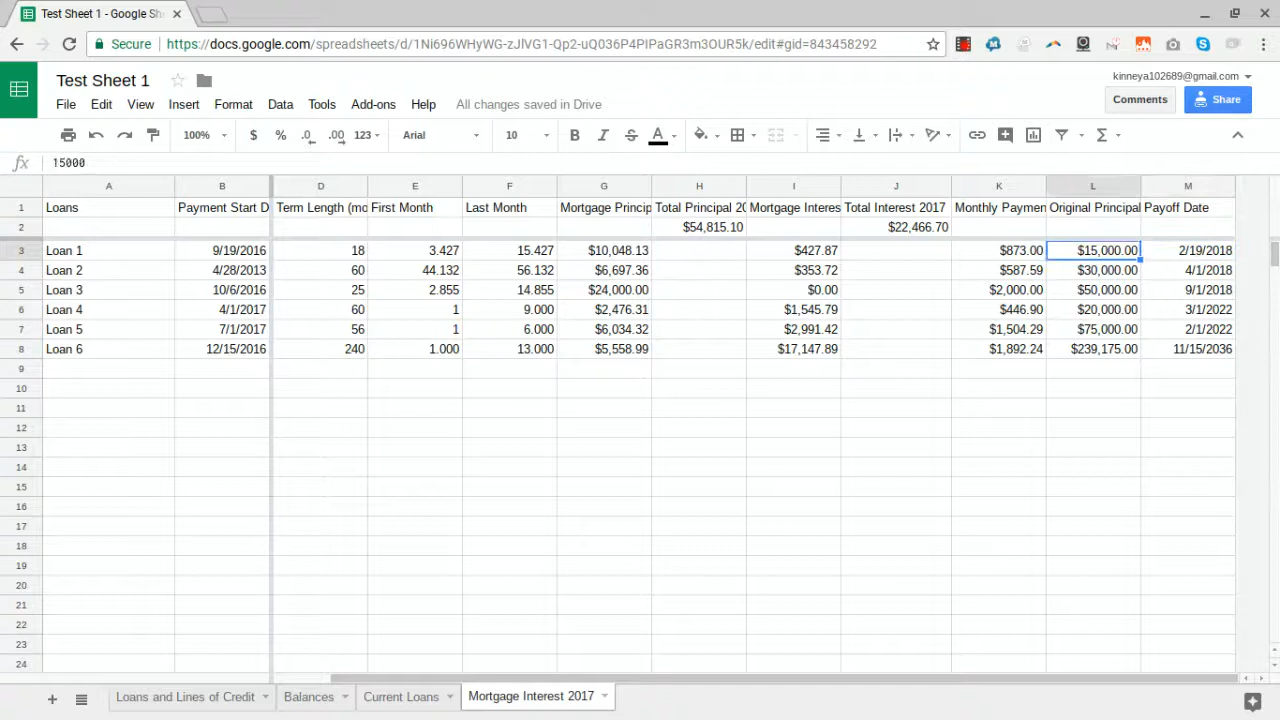 Test Sheet 1 - Google Sh
Secure https://docs.google.com/spreadsheets/d/1Ni696WHyWG-zJlVG1-Qp2-uQ036P4PIPaGR3m3OUR5k/edit#gid=843458292
Test Sheet 1
kinneya102689@gmail.com
File Edit View Insert Format Data Tools Add-ons Help All changes saved in Drive
Comments Share
100% $ % .0 .00 123 Arial 10 B I S A Σ
fx 15000
A B D E F G H I J K L M
1 Loans Payment Start D Term Length (mo First Month Last Month Mortgage Princip Total Principal 20 Mortgage Interes Total Interest 2017 Monthly Paymen Original Principal Payoff Date
2 $54,815.10 $22,466.70
3 Loan 1 9/19/2016 18 3.427 15.427 $10,048.13 $427.87 $873.00 $15,000.00 2/19/2018
4 Loan 2 4/28/2013 60 44.132 56.132 $6,697.36 $353.72 $587.59 $30,000.00 4/1/2018
5 Loan 3 10/6/2016 25 2.855 14.855 $24,000.00 $0.00 $2,000.00 $50,000.00 9/1/2018
6 Loan 4 4/1/2017 60 1 9.000 $2,476.31 $1,545.79 $446.90 $20,000.00 3/1/2022
7 Loan 5 7/1/2017 56 1 6.000 $6,034.32 $2,991.42 $1,504.29 $75,000.00 2/1/2022
8 Loan 6 12/15/2016 240 1.000 13.000 $5,558.99 $17,147.89 $1,892.24 $239,175.00 11/15/2036
9
10
11
12
13
14
15
16
17
18
19
20
21
22
23
24
Loans and Lines of Credit Balances Current Loans Mortgage Interest 2017